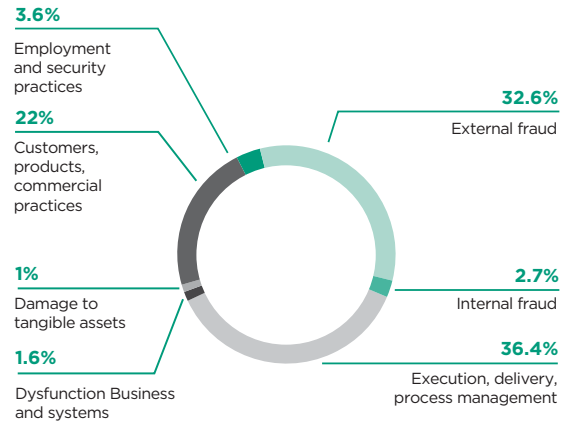 3.6%
Employment
and security
practices
22%
Customers,
products,
commercial
practices
1%
Damage to
tangible assets
1.6%
Dysfunction Business
and systems
32.6%
External fraud
2.7%
Internal fraud
36.4%
Execution, delivery,
process management